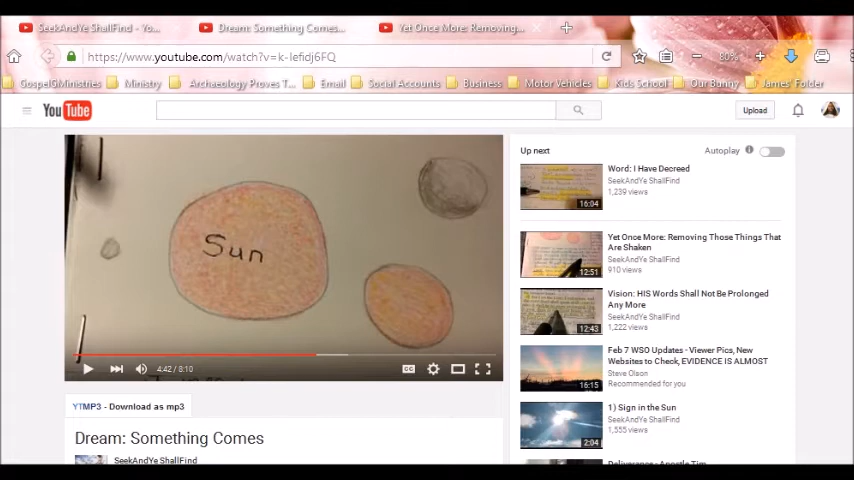 SeekAndYe ShallFind - Yo...
Dream: Something Comes...
Yet Once More: Removing...
https://www.youtube.com/watch?v=k-lefidj6FQ
80%
GospelGMinistries
Ministry
Archaeology Proves T...
Email
Social Accounts
Business
Motor Vehicles
Kids School
Our Bunny
James' Folder
YouTube
Upload
Sun
4:42 / 8:10
CC
YTMP3 - Download as mp3
Dream: Something Comes
SeekAndYe ShallFind
Up next
Autoplay
16:04
Word: I Have Decreed
SeekAndYe ShallFind
1,239 views
12:51
Yet Once More: Removing Those Things That
Are Shaken
SeekAndYe ShallFind
910 views
12:43
Vision: HIS Words Shall Not Be Prolonged
Any More
SeekAndYe ShallFind
1,222 views
16:15
Feb 7 WSO Updates - Viewer Pics, New
Websites to Check, EVIDENCE IS ALMOST
Steve Olson
Recommended for you
2:04
1) Sign in the Sun
SeekAndYe ShallFind
1,555 views
Deliverance - Apostle Tim